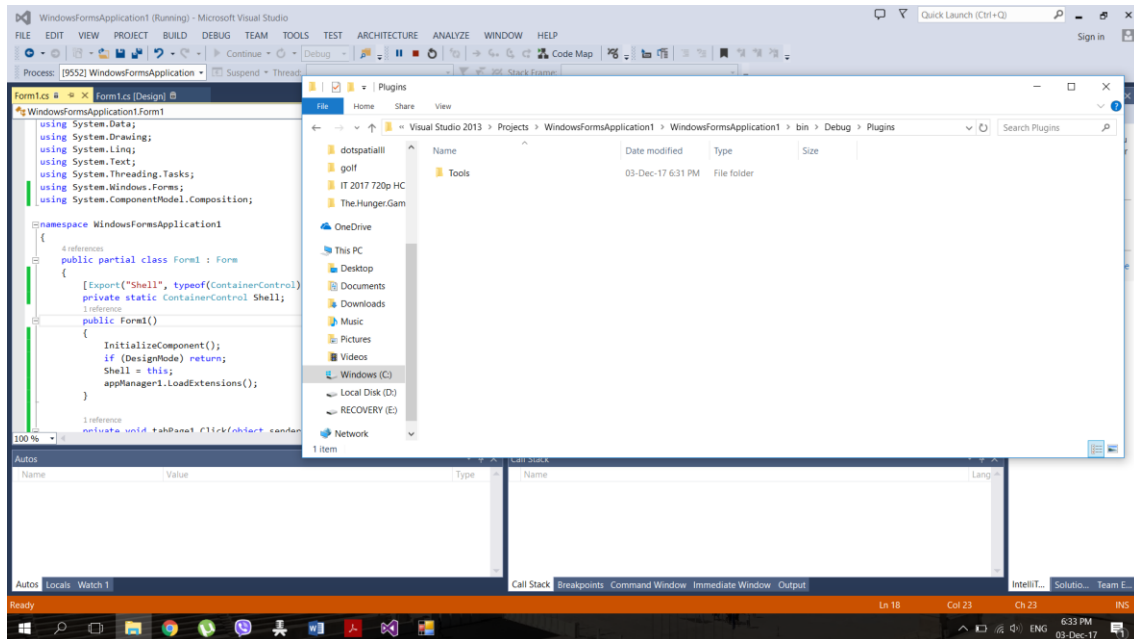 WindowsFormsApplication1 (Running) - Microsoft Visual Studio
Quick Launch (Ctrl+Q)
FILE EDIT VIEW PROJECT BUILD DEBUG TEAM TOOLS TEST ARCHITECTURE ANALYZE WINDOW HELP
Sign in
Continue Debug Code Map
Process: [9552] WindowsFormsApplication Suspend Thread: Stack Frame:
Form1.cs Form1.cs [Design]
WindowsFormsApplication1.Form1
using System.Data;
using System.Drawing;
using System.Linq;
using System.Text;
using System.Threading.Tasks;
using System.Windows.Forms;
using System.ComponentModel.Composition;
namespace WindowsFormsApplication1
{
4 references
public partial class Form1 : Form
{
[Export("Shell", typeof(ContainerControl)
private static ContainerControl Shell;
1 reference
public Form1()
{
InitializeComponent();
if (DesignMode) return;
Shell = this;
appManager1.LoadExtensions();
}
1 reference
private void tabPage1_Click(object sender
100 %
Plugins
File Home Share View
« Visual Studio 2013 > Projects > WindowsFormsApplication1 > WindowsFormsApplication1 > bin > Debug > Plugins
Search Plugins
dotspatialll
golf
IT 2017 720p HC
The.Hunger.Gam
OneDrive
This PC
Desktop
Documents
Downloads
Music
Pictures
Videos
Windows (C:)
Local Disk (D:)
RECOVERY (E:)
Network
Name Date modified Type Size
Tools 03-Dec-17 6:31 PM File folder
1 item
Autos
Name Value Type
Call Stack
Name Lang
Autos Locals Watch 1
Call Stack Breakpoints Command Window Immediate Window Output
IntelliT... Solutio... Team E...
Ready Ln 18 Col 23 Ch 23 INS
ENG
6:33 PM
03-Dec-17